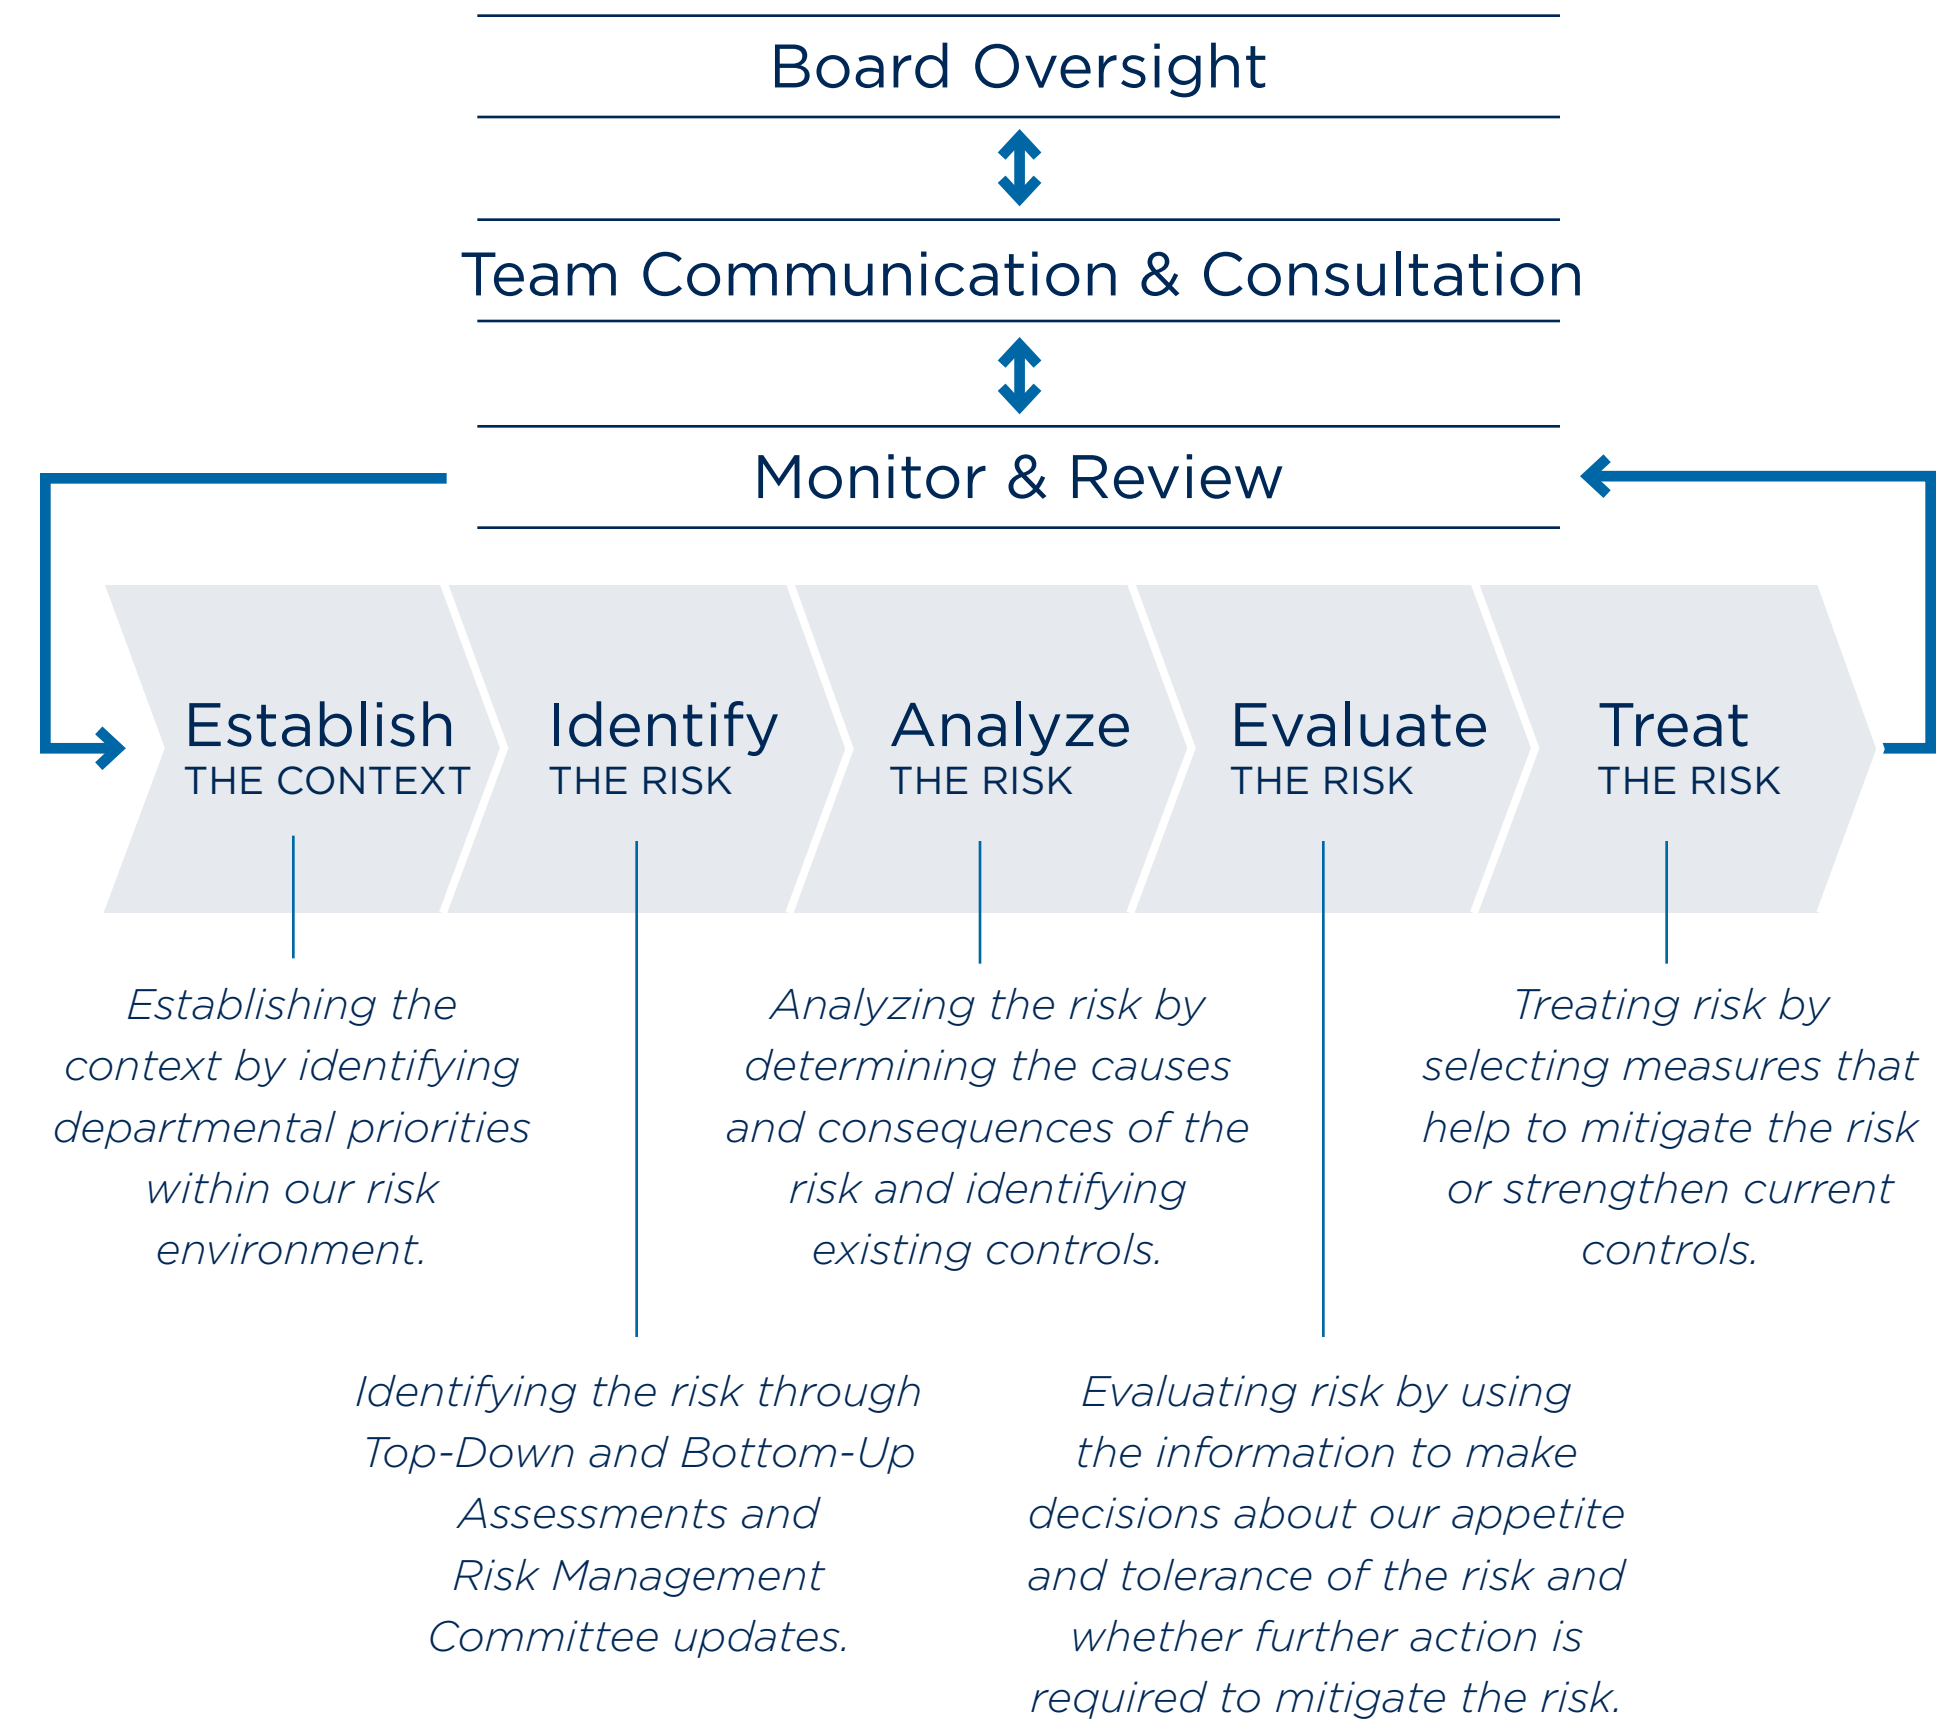 Board Oversight
Team Communication & Consultation
Monitor & Review
Establish
THE CONTEXT
Identify
THE RISK
Analyze
THE RISK
Evaluate
THE RISK
Treat
THE RISK
Establishing the
context by identifying
departmental priorities
within our risk
environment.
Analyzing the risk by
determining the causes
and consequences of the
risk and identifying
existing controls.
Treating risk by
selecting measures that
help to mitigate the risk
or strengthen current
controls.
Identifying the risk through
Top-Down and Bottom-Up
Assessments and
Risk Management
Committee updates.
Evaluating risk by using
the information to make
decisions about our appetite
and tolerance of the risk and
whether further action is
required to mitigate the risk.